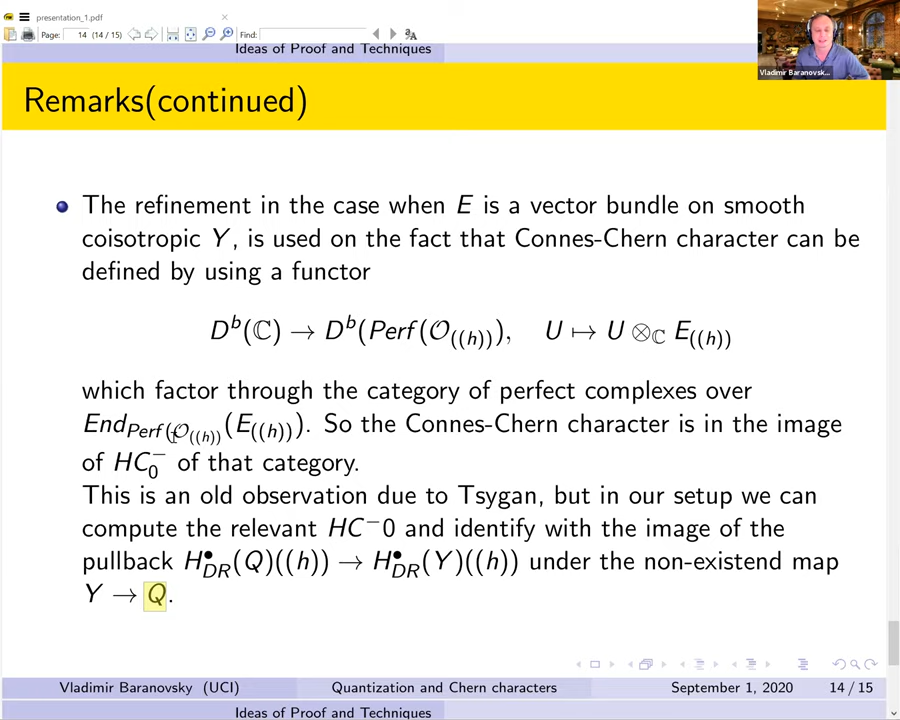 presentation_1.pdf
Page: 14 (14 / 15) Find:
Ideas of Proof and Techniques
Vladimir Baranovsk...
Remarks(continued)
The refinement in the case when E is a vector bundle on smooth
coisotropic Y, is used on the fact that Connes-Chern character can be
defined by using a functor
D^b(ℂ) → D^b(Perf(𝒪_((h))), U ↦ U ⊗_ℂ E_((h))
which factor through the category of perfect complexes over
End_Perf(𝒪_((h))(E_((h))). So the Connes-Chern character is in the image
of HC_0^− of that category.
This is an old observation due to Tsygan, but in our setup we can
compute the relevant HC^−0 and identify with the image of the
pullback H^•_DR(Q)((h)) → H^•_DR(Y)((h)) under the non-existend map
Y → Q.
Vladimir Baranovsky (UCI) Quantization and Chern characters September 1, 2020 14 / 15
Ideas of Proof and Techniques